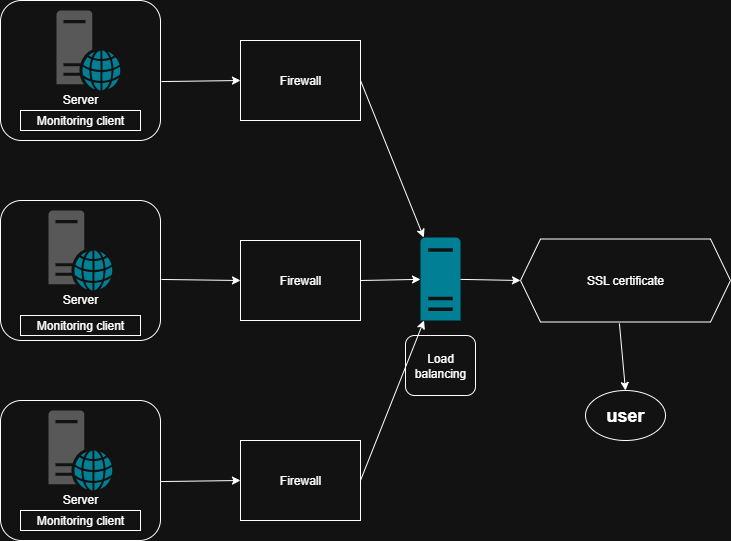 Server
Monitoring client
Firewall
Server
Monitoring client
Firewall
SSL certificate
Load
balancing
user
Server
Monitoring client
Firewall